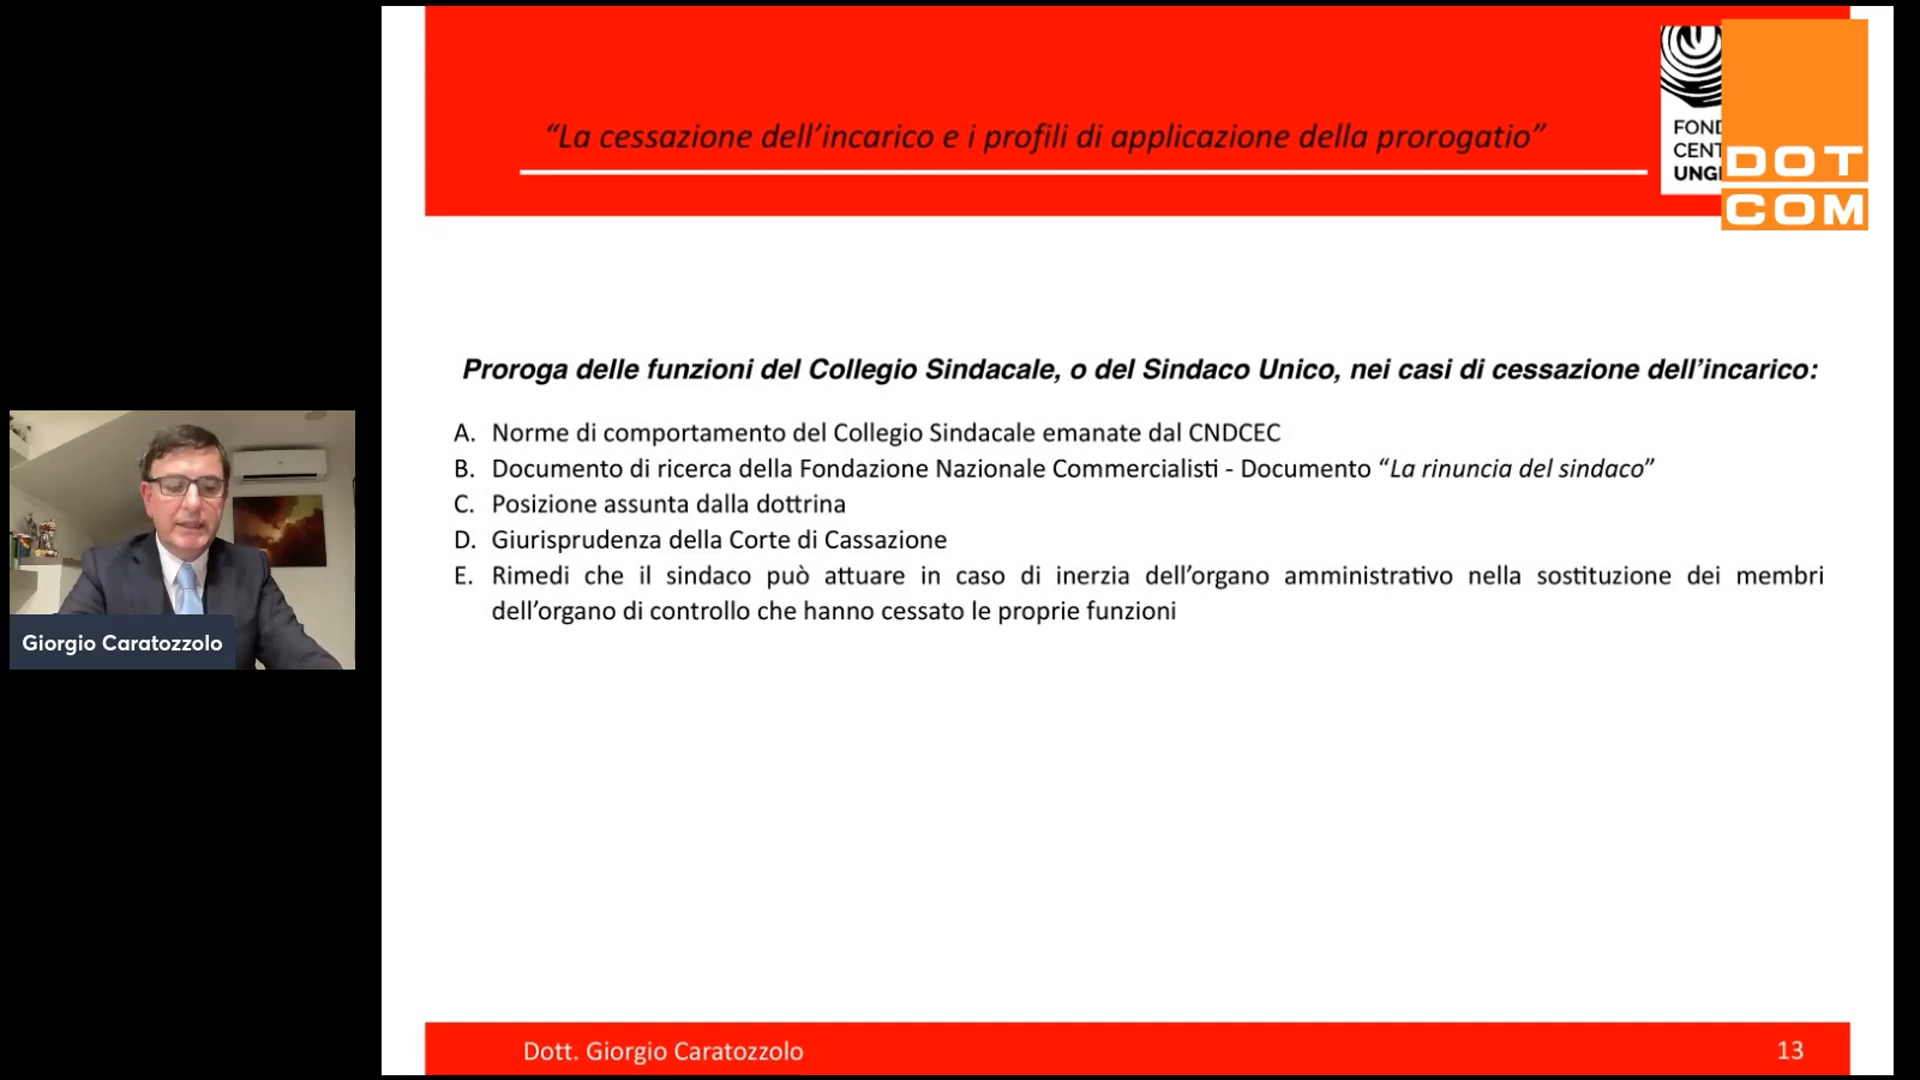 “La cessazione dell’incarico e i profili di applicazione della prorogatio”
DOT
COM
Proroga delle funzioni del Collegio Sindacale, o del Sindaco Unico, nei casi di cessazione dell’incarico:
A. Norme di comportamento del Collegio Sindacale emanate dal CNDCEC
B. Documento di ricerca della Fondazione Nazionale Commercialisti - Documento “La rinuncia del sindaco”
C. Posizione assunta dalla dottrina
D. Giurisprudenza della Corte di Cassazione
E. Rimedi che il sindaco può attuare in caso di inerzia dell’organo amministrativo nella sostituzione dei membri
dell’organo di controllo che hanno cessato le proprie funzioni
Giorgio Caratozzolo
Dott. Giorgio Caratozzolo
13